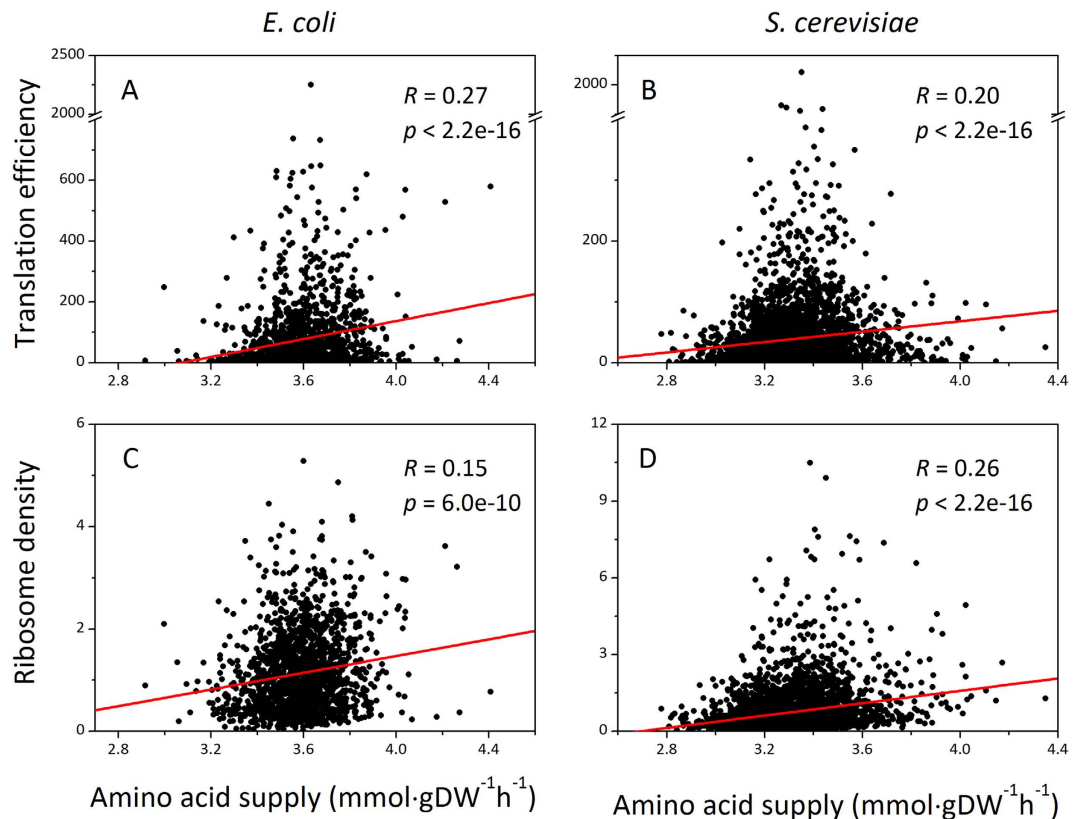 E. coli
S. cerevisiae
Translation efficiency
A
R = 0.27
p < 2.2e-16
2500
2000
600
400
200
0
2.8 3.2 3.6 4.0 4.4
B
R = 0.20
p < 2.2e-16
2000
200
0
2.8 3.2 3.6 4.0 4.4
Ribosome density
C
R = 0.15
p = 6.0e-10
6
4
2
0
2.8 3.2 3.6 4.0 4.4
Amino acid supply (mmol·gDW⁻¹h⁻¹)
D
R = 0.26
p < 2.2e-16
12
9
6
3
0
2.8 3.2 3.6 4.0 4.4
Amino acid supply (mmol·gDW⁻¹h⁻¹)